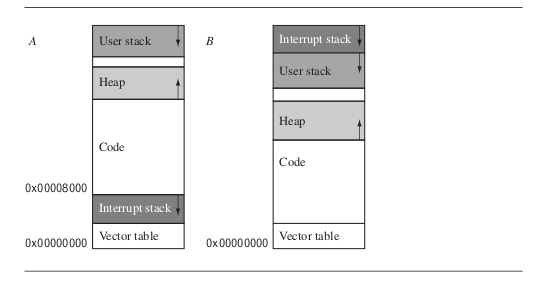 A
User stack
Heap
Code
0x00008000
Interrupt stack
Vector table
0x00000000
B
Interrupt stack
User stack
Heap
Code
Vector table
0x00000000